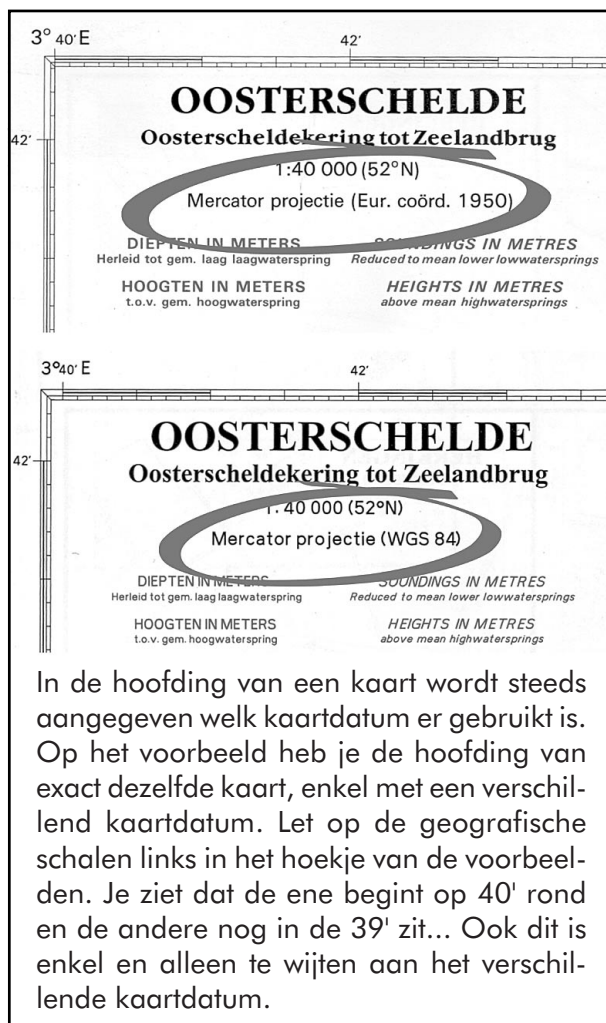 3° 40' E 42'
42'
OOSTERSCHELDE
Oosterscheldekering tot Zeelandbrug
1:40 000 (52°N)
Mercator projectie (Eur. coörd. 1950)
DIEPTEN IN METERS SOUNDINGS IN METRES
Herleid tot gem. laag laagwaterspring Reduced to mean lower lowwatersprings
HOOGTEN IN METERS HEIGHTS IN METRES
t.o.v. gem. hoogwaterspring above mean highwatersprings
3°40' E 42'
42'
OOSTERSCHELDE
Oosterscheldekering tot Zeelandbrug
1:40 000 (52°N)
Mercator projectie (WGS 84)
DIEPTEN IN METERS SOUNDINGS IN METRES
Herleid tot gem. laag laagwaterspring Reduced to mean lower lowwatersprings
HOOGTEN IN METERS HEIGHTS IN METRES
t.o.v. gem. hoogwaterspring above mean highwatersprings
In de hoofding van een kaart wordt steeds
aangegeven welk kaartdatum er gebruikt is.
Op het voorbeeld heb je de hoofding van
exact dezelfde kaart, enkel met een verschil-
lend kaartdatum. Let op de geografische
schalen links in het hoekje van de voorbeel-
den. Je ziet dat de ene begint op 40' rond
en de andere nog in de 39' zit... Ook dit is
enkel en alleen te wijten aan het verschil-
lende kaartdatum.